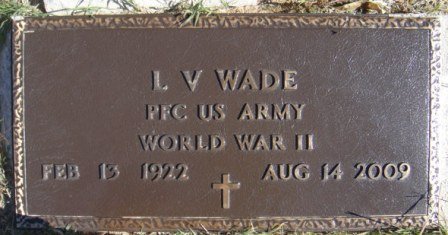 L V WADE
PFC US ARMY
WORLD WAR II
FEB 13 1922 AUG 14 2009